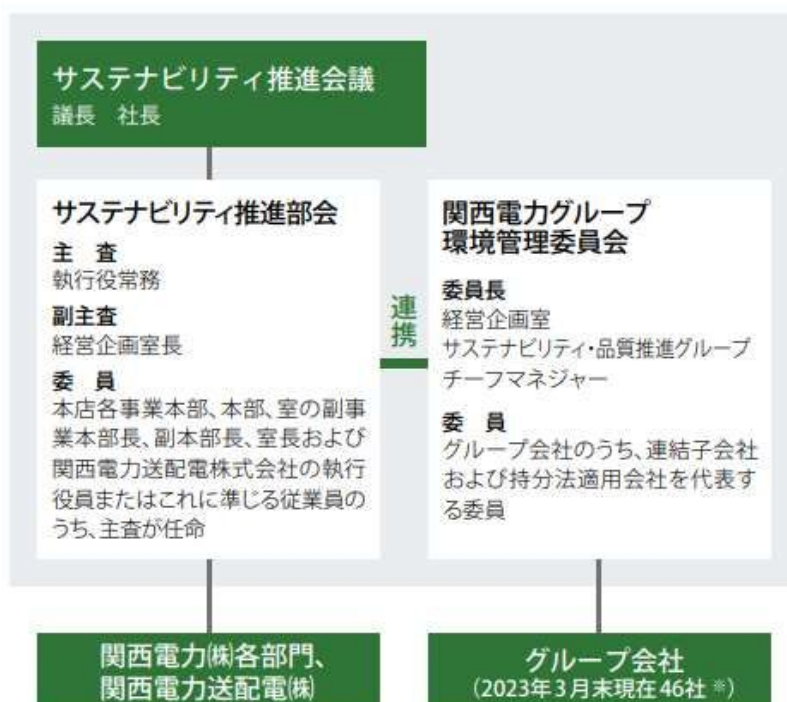 サステナビリティ推進会議
議長　社長
サステナビリティ推進部会
主　査
執行役常務
副主査
経営企画室長
委　員
本店各事業本部、本部、室の副事
業本部長、副本部長、室長および
関西電力送配電株式会社の執行
役員またはこれに準じる従業員の
うち、主査が任命
連携
関西電力グループ
環境管理委員会
委員長
経営企画室
サステナビリティ・品質推進グループ
チーフマネジャー
委　員
グループ会社のうち、連結子会社
および持分法適用会社を代表す
る委員
関西電力㈱各部門、
関西電力送配電㈱
グループ会社
（2023年3月末現在46社※）